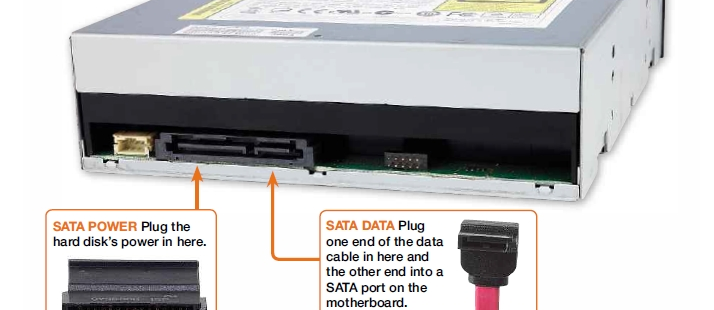 SATA POWER Plug the
hard disk's power in here.
SATA DATA Plug
one end of the data
cable in here and
the other end into a
SATA port on the
motherboard.